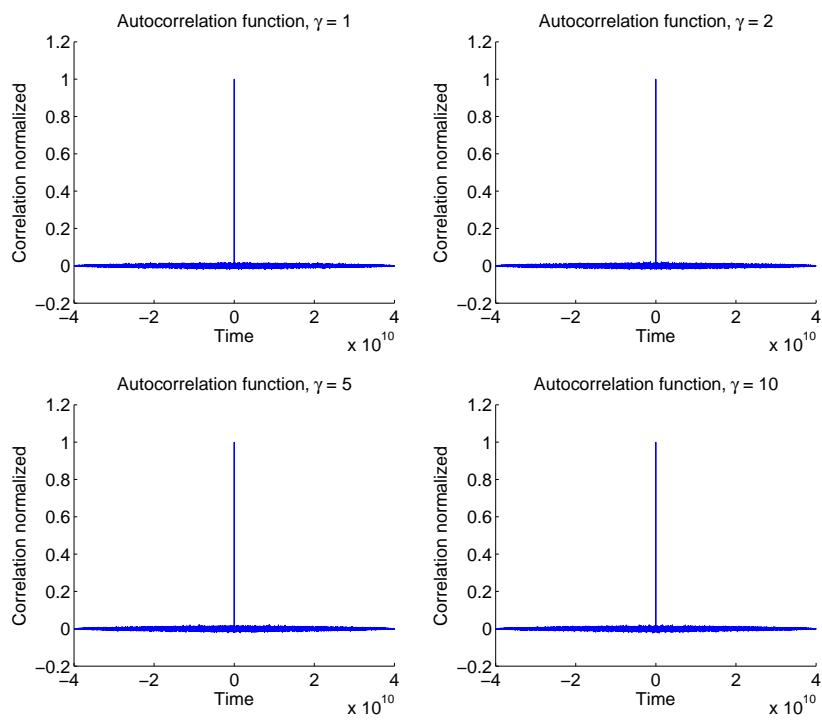 Autocorrelation function, γ = 1
1.2
1
0.8
0.6
0.4
0.2
0
−0.2
Correlation normalized
−4 −2 0 2 4
Time
x 10^10
Autocorrelation function, γ = 2
1.2
1
0.8
0.6
0.4
0.2
0
−0.2
Correlation normalized
−4 −2 0 2 4
Time
x 10^10
Autocorrelation function, γ = 5
1.2
1
0.8
0.6
0.4
0.2
0
−0.2
Correlation normalized
−4 −2 0 2 4
Time
x 10^10
Autocorrelation function, γ = 10
1.2
1
0.8
0.6
0.4
0.2
0
−0.2
Correlation normalized
−4 −2 0 2 4
Time
x 10^10